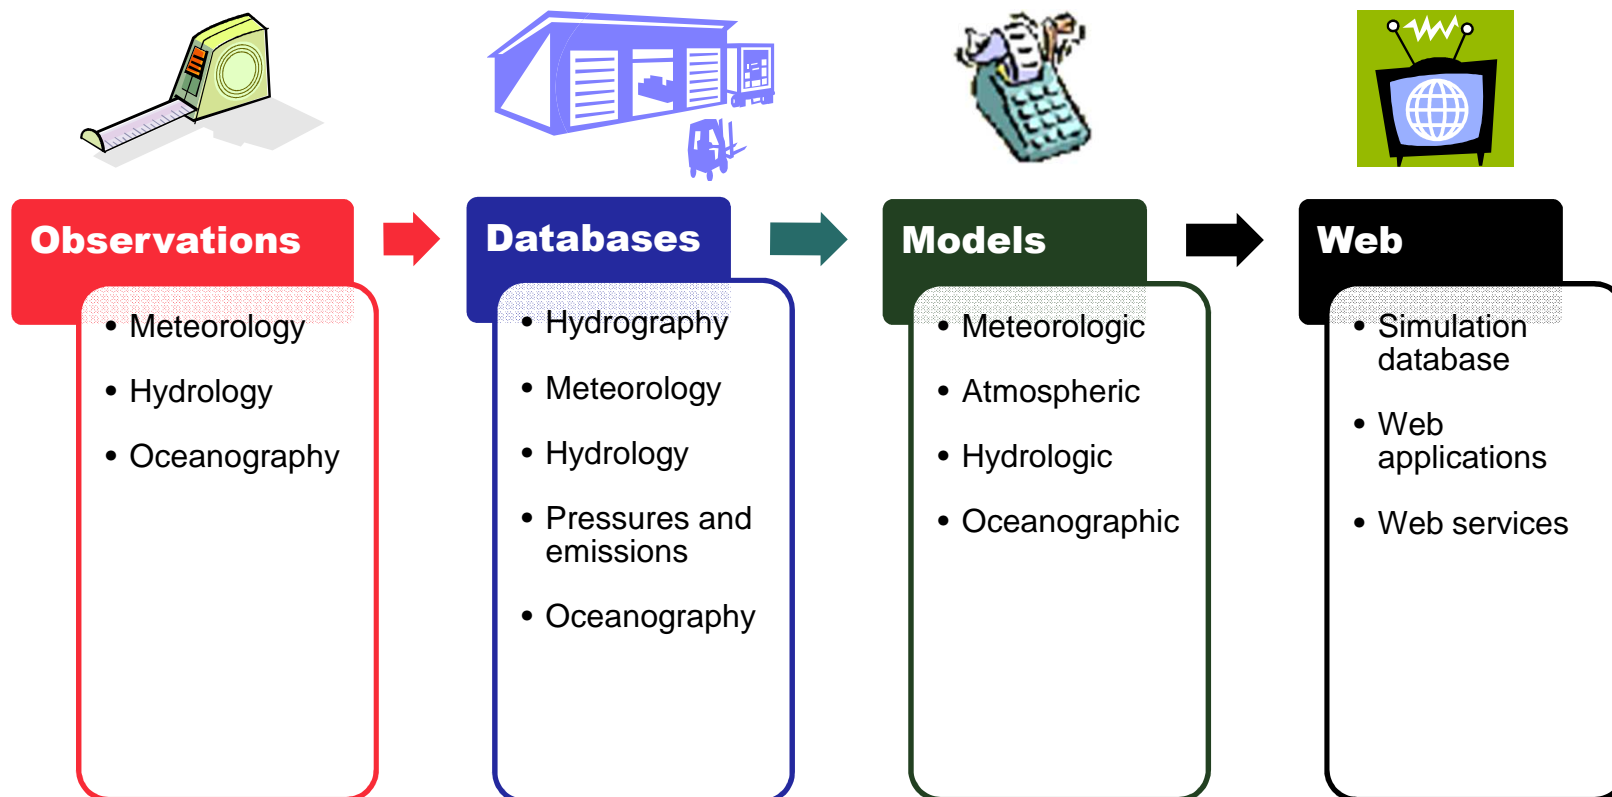 Observations
• Meteorology
• Hydrology
• Oceanography
Databases
• Hydrography
• Meteorology
• Hydrology
• Pressures and
emissions
• Oceanography
Models
• Meteorologic
• Atmospheric
• Hydrologic
• Oceanographic
Web
• Simulation
database
• Web
applications
• Web services